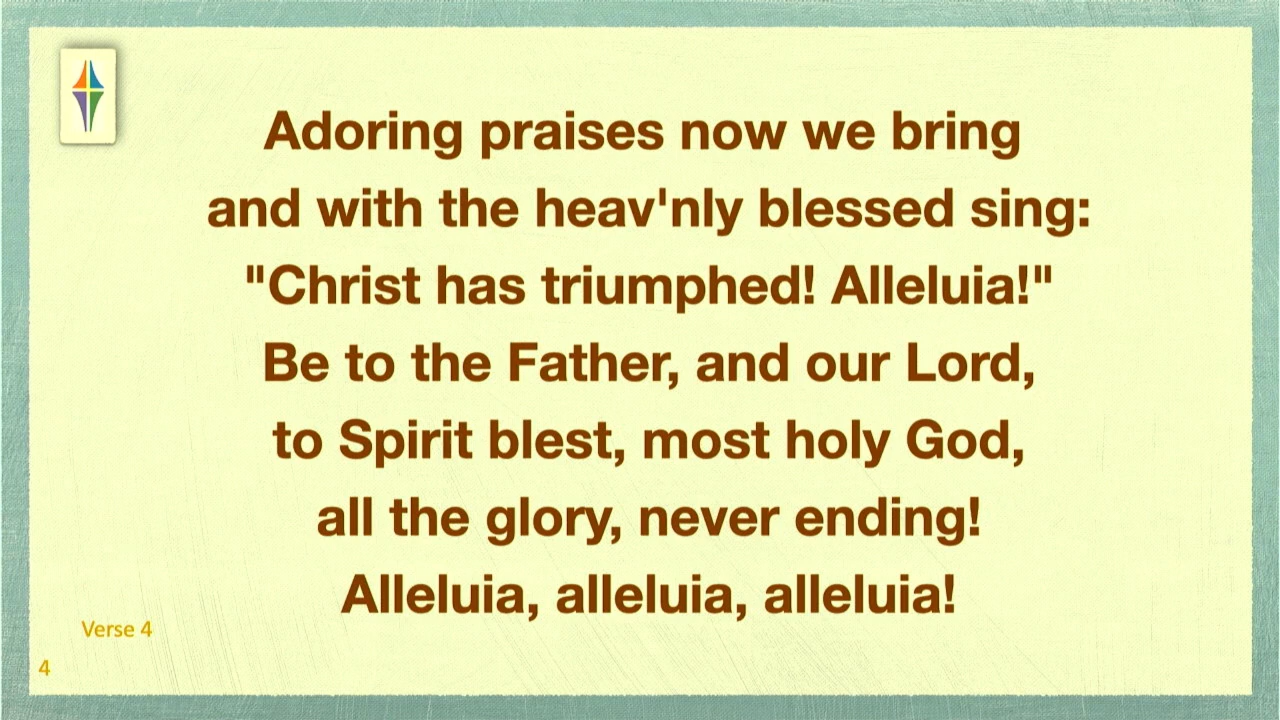 Adoring praises now we bring
and with the heav'nly blessed sing:
"Christ has triumphed! Alleluia!"
Be to the Father, and our Lord,
to Spirit blest, most holy God,
all the glory, never ending!
Alleluia, alleluia, alleluia!
Verse 4
4